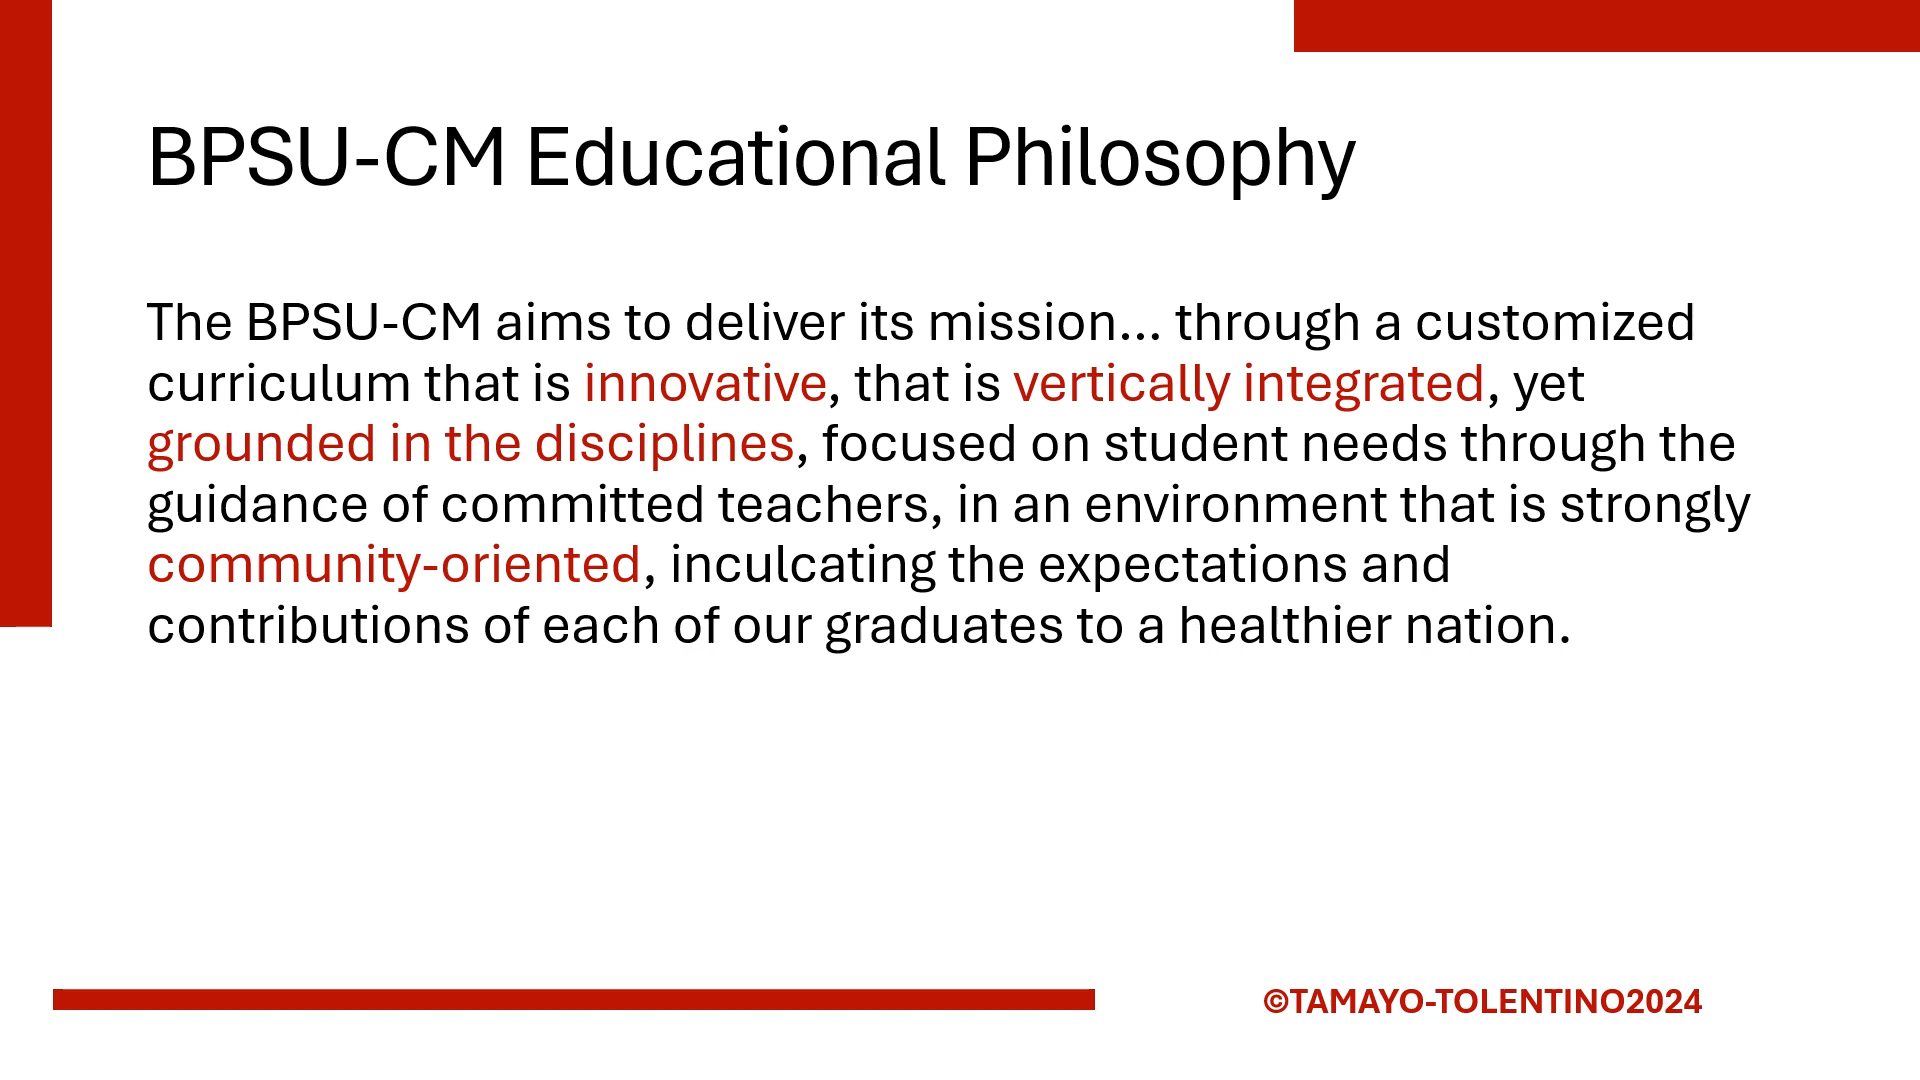 BPSU-CM Educational Philosophy
The BPSU-CM aims to deliver its mission... through a customized
curriculum that is innovative, that is vertically integrated, yet
grounded in the disciplines, focused on student needs through the
guidance of committed teachers, in an environment that is strongly
community-oriented, inculcating the expectations and
contributions of each of our graduates to a healthier nation.
©TAMAYO-TOLENTINO2024